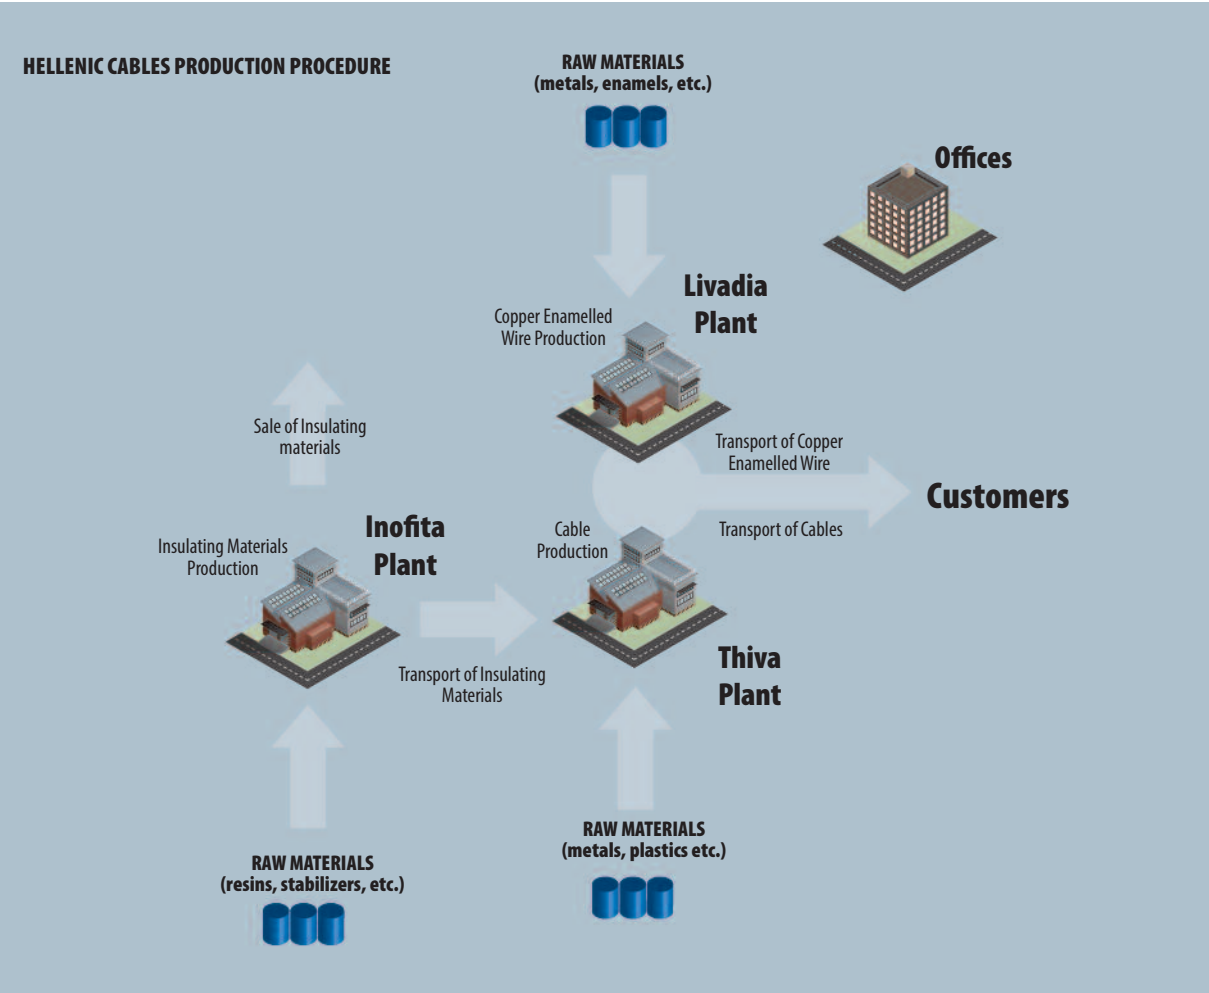 HELLENIC CABLES PRODUCTION PROCEDURE
RAW MATERIALS
(metals, enamels, etc.)
Offices
Livadia
Plant
Copper Enamelled
Wire Production
Sale of Insulating
materials
Transport of Copper
Enamelled Wire
Customers
Transport of Cables
Inofita
Plant
Insulating Materials
Production
Cable
Production
Transport of Insulating
Materials
Thiva
Plant
RAW MATERIALS
(metals, plastics etc.)
RAW MATERIALS
(resins, stabilizers, etc.)